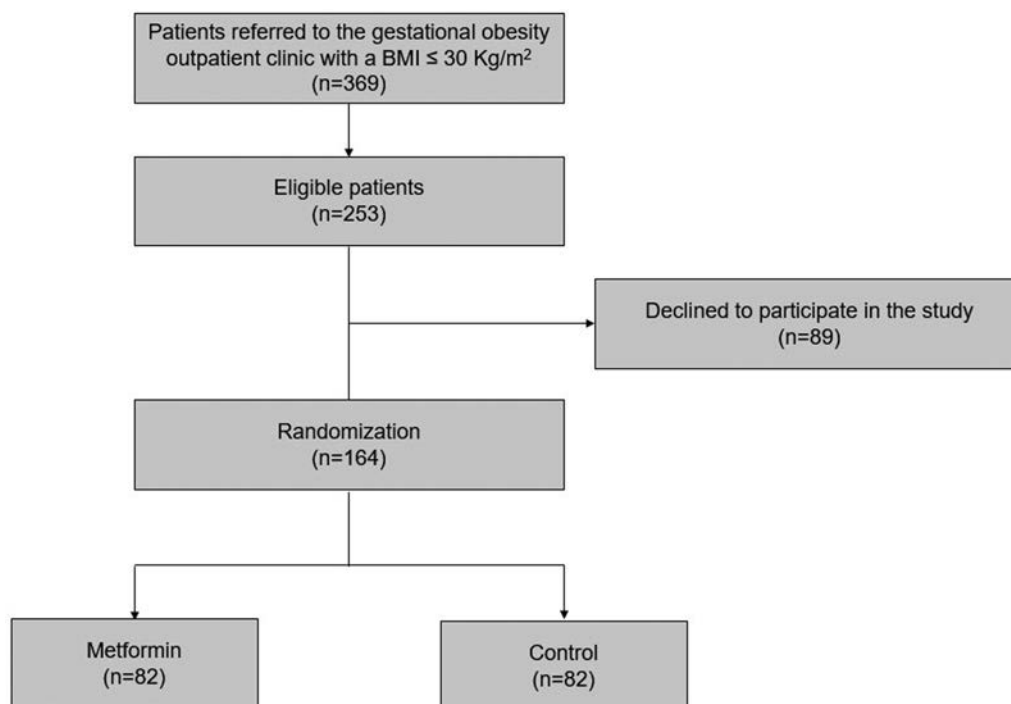 Patients referred to the gestational obesity
outpatient clinic with a BMI ≤ 30 Kg/m²
(n=369)
Eligible patients
(n=253)
Declined to participate in the study
(n=89)
Randomization
(n=164)
Metformin
(n=82)
Control
(n=82)